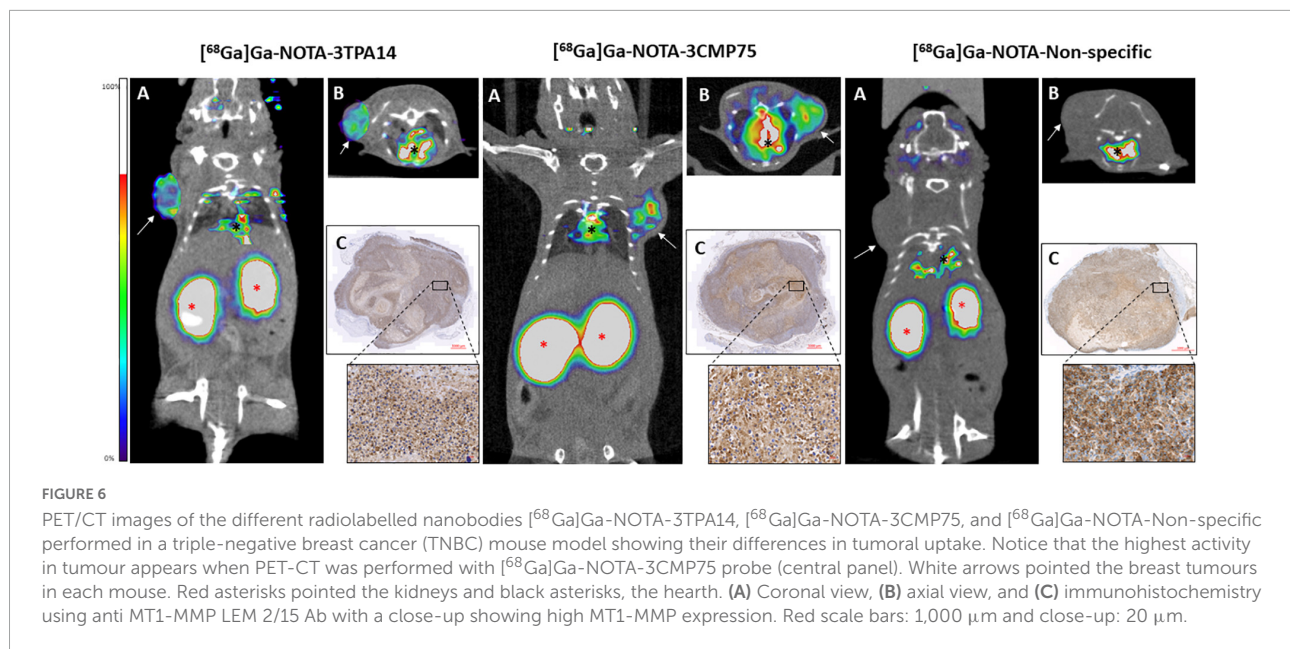 [⁶⁸Ga]Ga-NOTA-3TPA14
[⁶⁸Ga]Ga-NOTA-3CMP75
[⁶⁸Ga]Ga-NOTA-Non-specific
100%
A
B
A
B
A
B
*
*
*
*
*
*
C
C
C
* *
* *
* *
0%
FIGURE 6
PET/CT images of the different radiolabelled nanobodies [⁶⁸Ga]Ga-NOTA-3TPA14, [⁶⁸Ga]Ga-NOTA-3CMP75, and [⁶⁸Ga]Ga-NOTA-Non-specific
performed in a triple-negative breast cancer (TNBC) mouse model showing their differences in tumoral uptake. Notice that the highest activity
in tumour appears when PET-CT was performed with [⁶⁸Ga]Ga-NOTA-3CMP75 probe (central panel). White arrows pointed the breast tumours
in each mouse. Red asterisks pointed the kidneys and black asterisks, the hearth. (A) Coronal view, (B) axial view, and (C) immunohistochemistry
using anti MT1-MMP LEM 2/15 Ab with a close-up showing high MT1-MMP expression. Red scale bars: 1,000 μm and close-up: 20 μm.